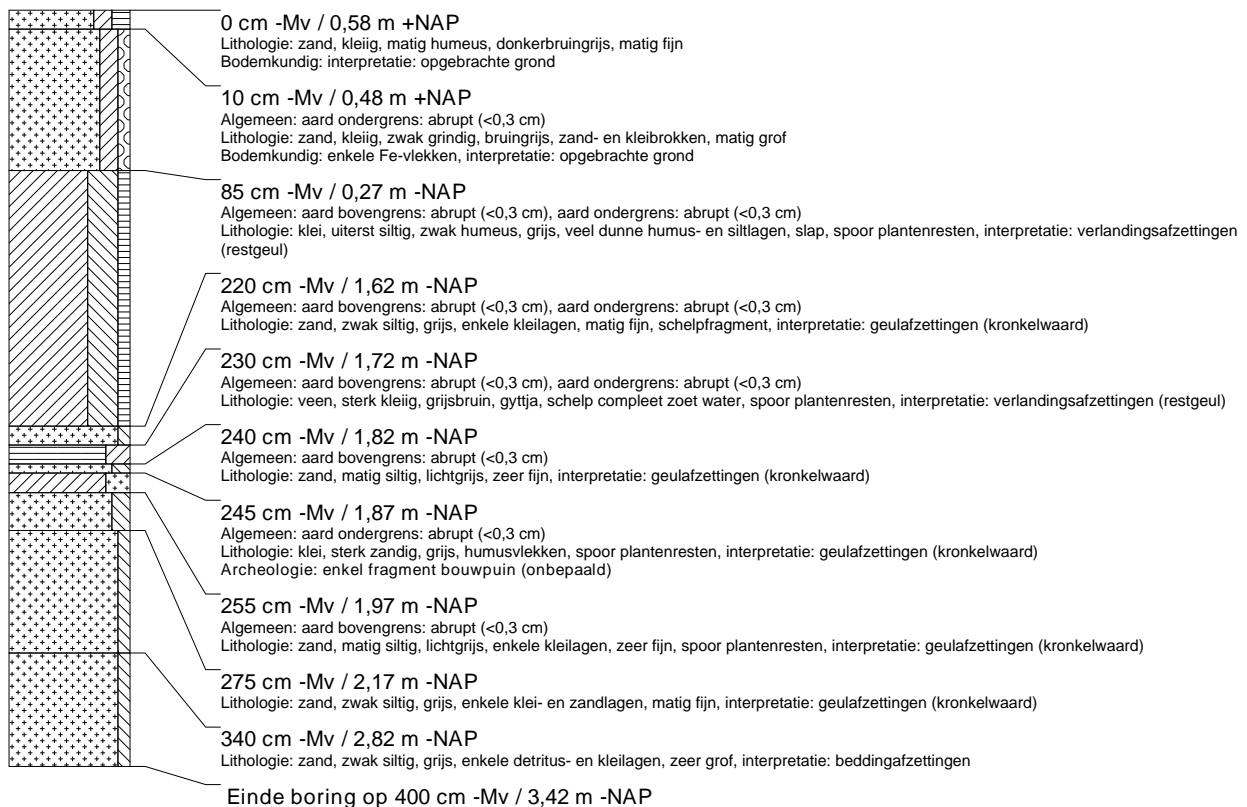 0 cm -Mv / 0,58 m +NAP
Lithologie: zand, kleiig, matig humeus, donkerbruingrijs, matig fijn
Bodemkundig: interpretatie: opgebrachte grond
10 cm -Mv / 0,48 m +NAP
Algemeen: aard ondergrens: abrupt (<0,3 cm)
Lithologie: zand, kleiig, zwak grindig, bruingrijs, zand- en kleibrokken, matig grof
Bodemkundig: enkele Fe-vlekken, interpretatie: opgebrachte grond
85 cm -Mv / 0,27 m -NAP
Algemeen: aard bovengrens: abrupt (<0,3 cm), aard ondergrens: abrupt (<0,3 cm)
Lithologie: klei, uiterst siltig, zwak humeus, grijs, veel dunne humus- en siltlagen, slap, spoor plantenresten, interpretatie: verlandingsafzettingen
(restgeul)
220 cm -Mv / 1,62 m -NAP
Algemeen: aard bovengrens: abrupt (<0,3 cm), aard ondergrens: abrupt (<0,3 cm)
Lithologie: zand, zwak siltig, grijs, enkele kleilagen, matig fijn, schelpfragment, interpretatie: geulafzettingen (kronkelwaard)
230 cm -Mv / 1,72 m -NAP
Algemeen: aard bovengrens: abrupt (<0,3 cm), aard ondergrens: abrupt (<0,3 cm)
Lithologie: veen, sterk kleiig, grijsbruin, gyttja, schelp compleet zoet water, spoor plantenresten, interpretatie: verlandingsafzettingen (restgeul)
240 cm -Mv / 1,82 m -NAP
Algemeen: aard bovengrens: abrupt (<0,3 cm)
Lithologie: zand, matig siltig, lichtgrijs, zeer fijn, interpretatie: geulafzettingen (kronkelwaard)
245 cm -Mv / 1,87 m -NAP
Algemeen: aard ondergrens: abrupt (<0,3 cm)
Lithologie: klei, sterk zandig, grijs, humusvlekken, spoor plantenresten, interpretatie: geulafzettingen (kronkelwaard)
Archeologie: enkel fragment bouwpuin (onbepaald)
255 cm -Mv / 1,97 m -NAP
Algemeen: aard bovengrens: abrupt (<0,3 cm)
Lithologie: zand, matig siltig, lichtgrijs, enkele kleilagen, zeer fijn, spoor plantenresten, interpretatie: geulafzettingen (kronkelwaard)
275 cm -Mv / 2,17 m -NAP
Lithologie: zand, zwak siltig, grijs, enkele klei- en zandlagen, matig fijn, interpretatie: geulafzettingen (kronkelwaard)
340 cm -Mv / 2,82 m -NAP
Lithologie: zand, zwak siltig, grijs, enkele detritus- en kleilagen, zeer grof, interpretatie: beddingafzettingen
Einde boring op 400 cm -Mv / 3,42 m -NAP